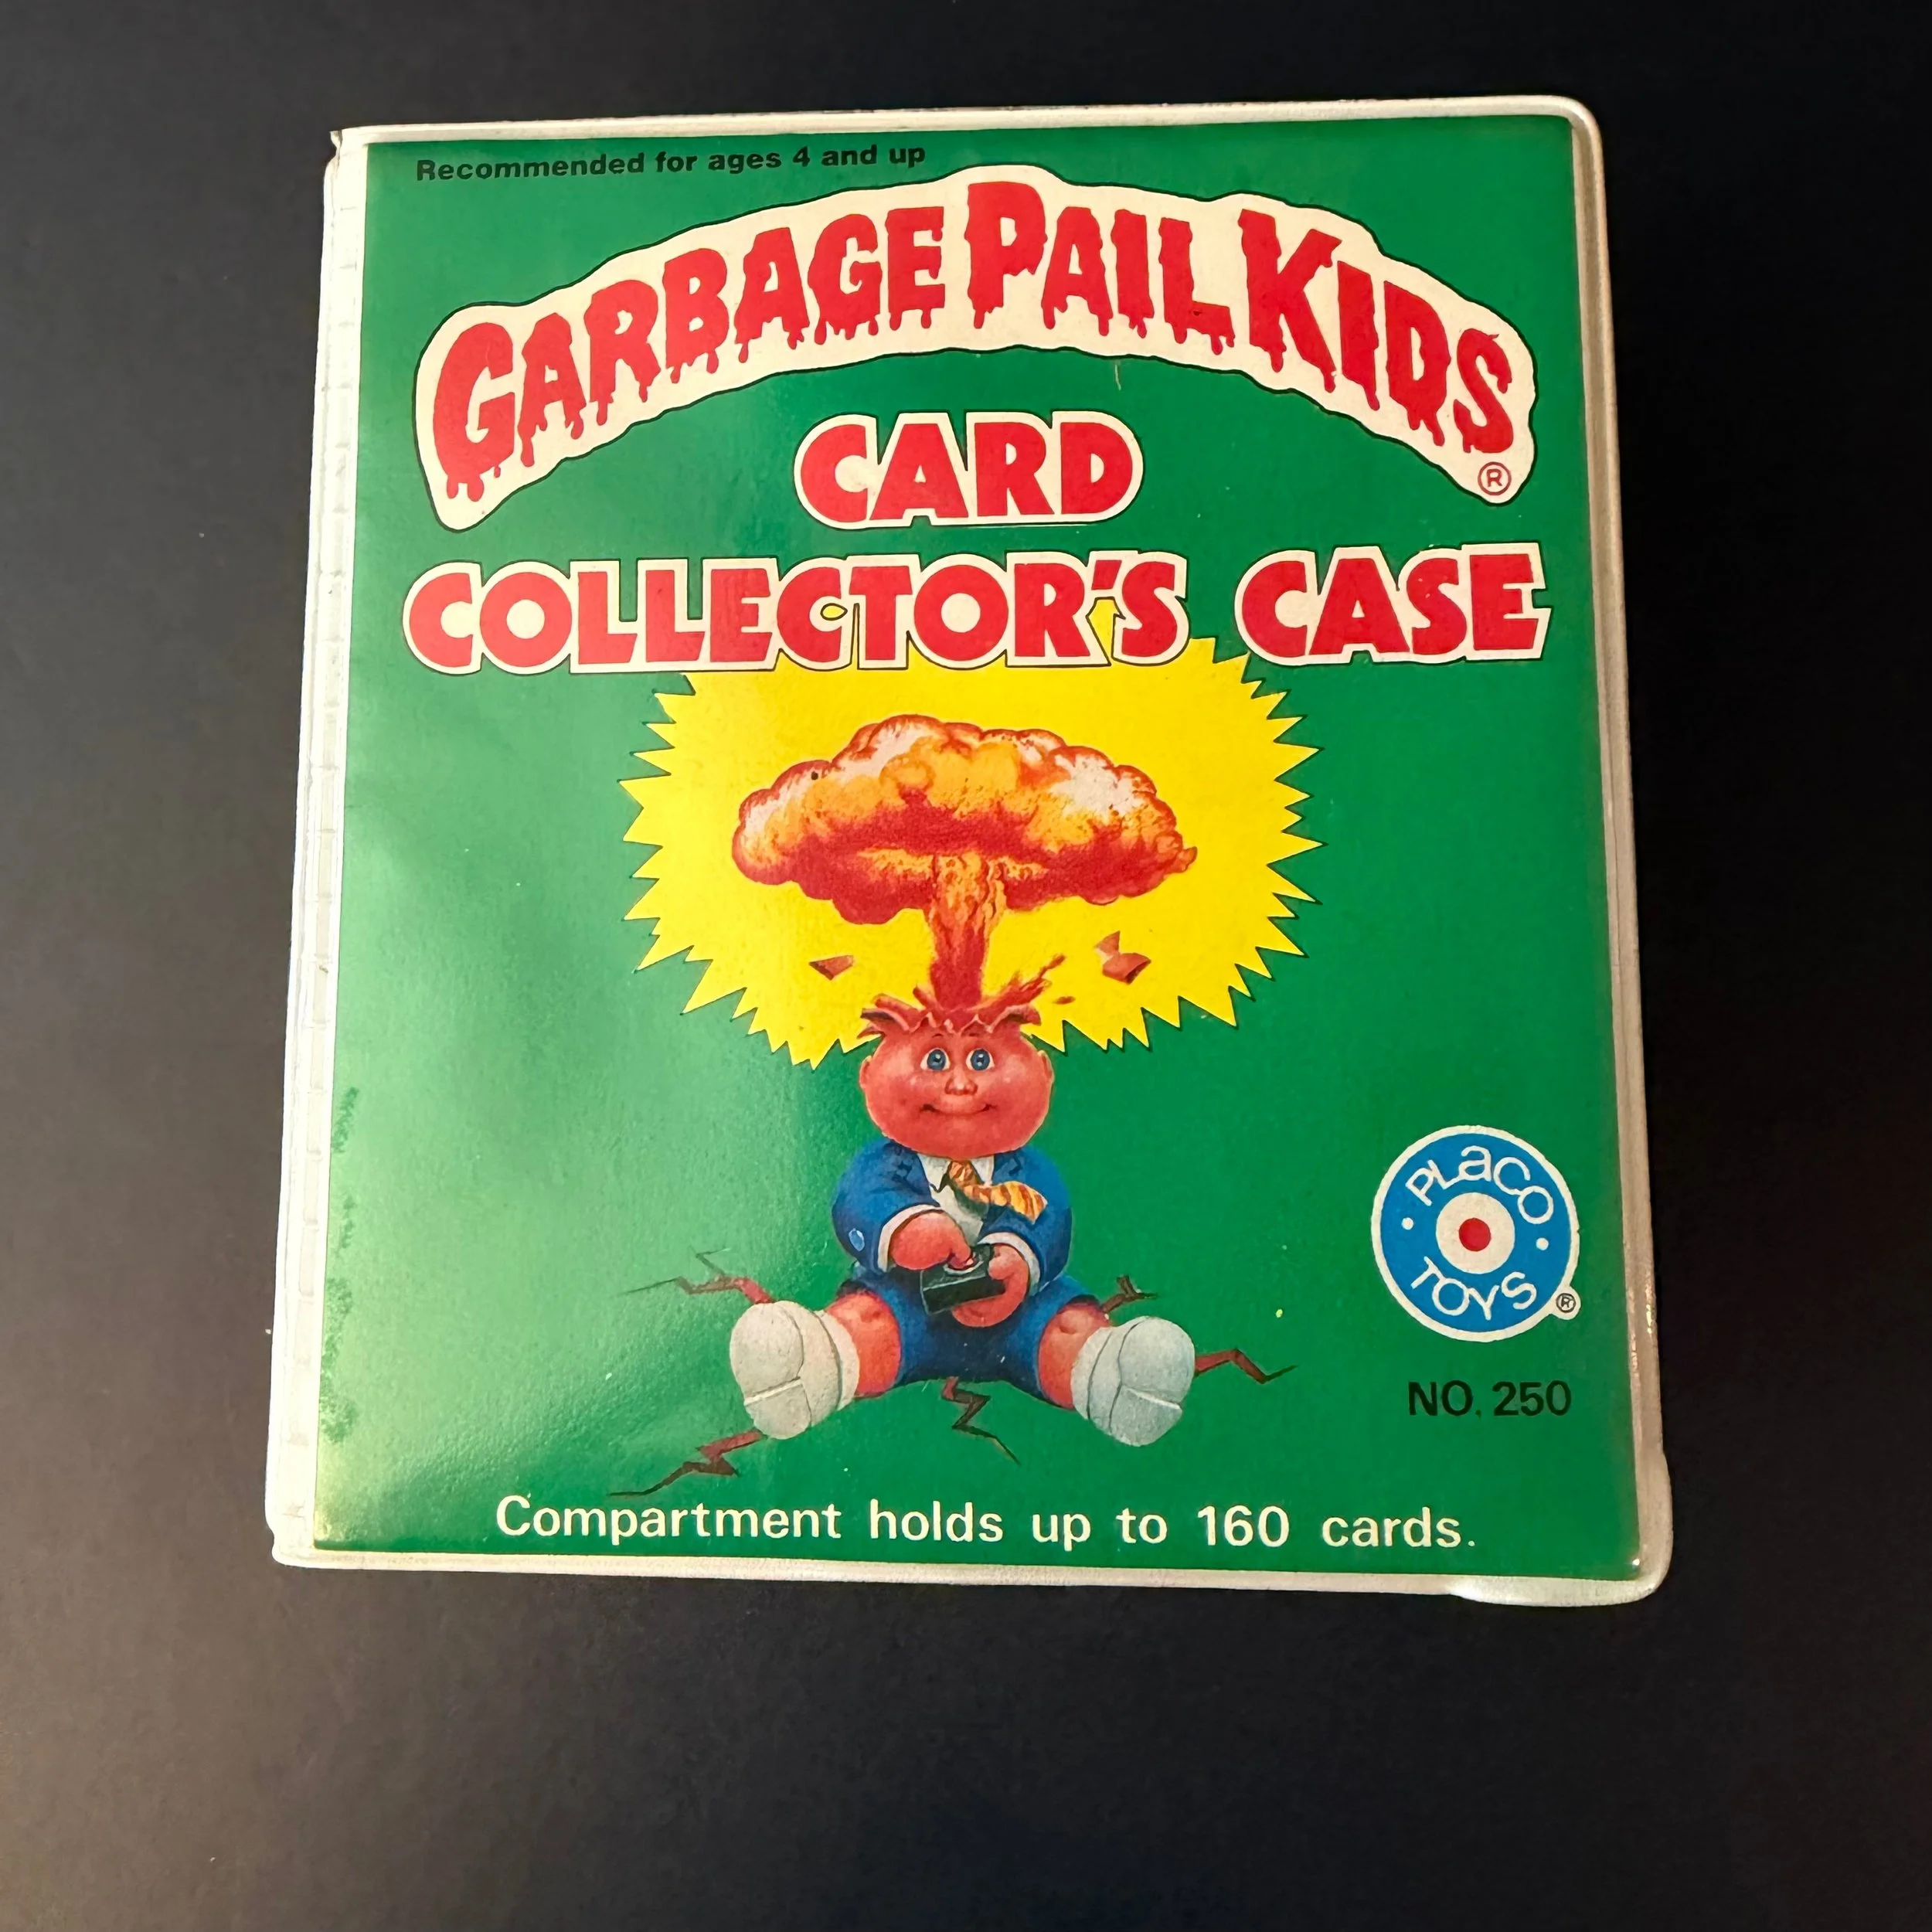 Recommended for ages 4 and up
GARBAGE PAIL KIDS
®
CARD
COLLECTOR'S CASE
PLaCO
TOYS
®
NO. 250
Compartment holds up to 160 cards.